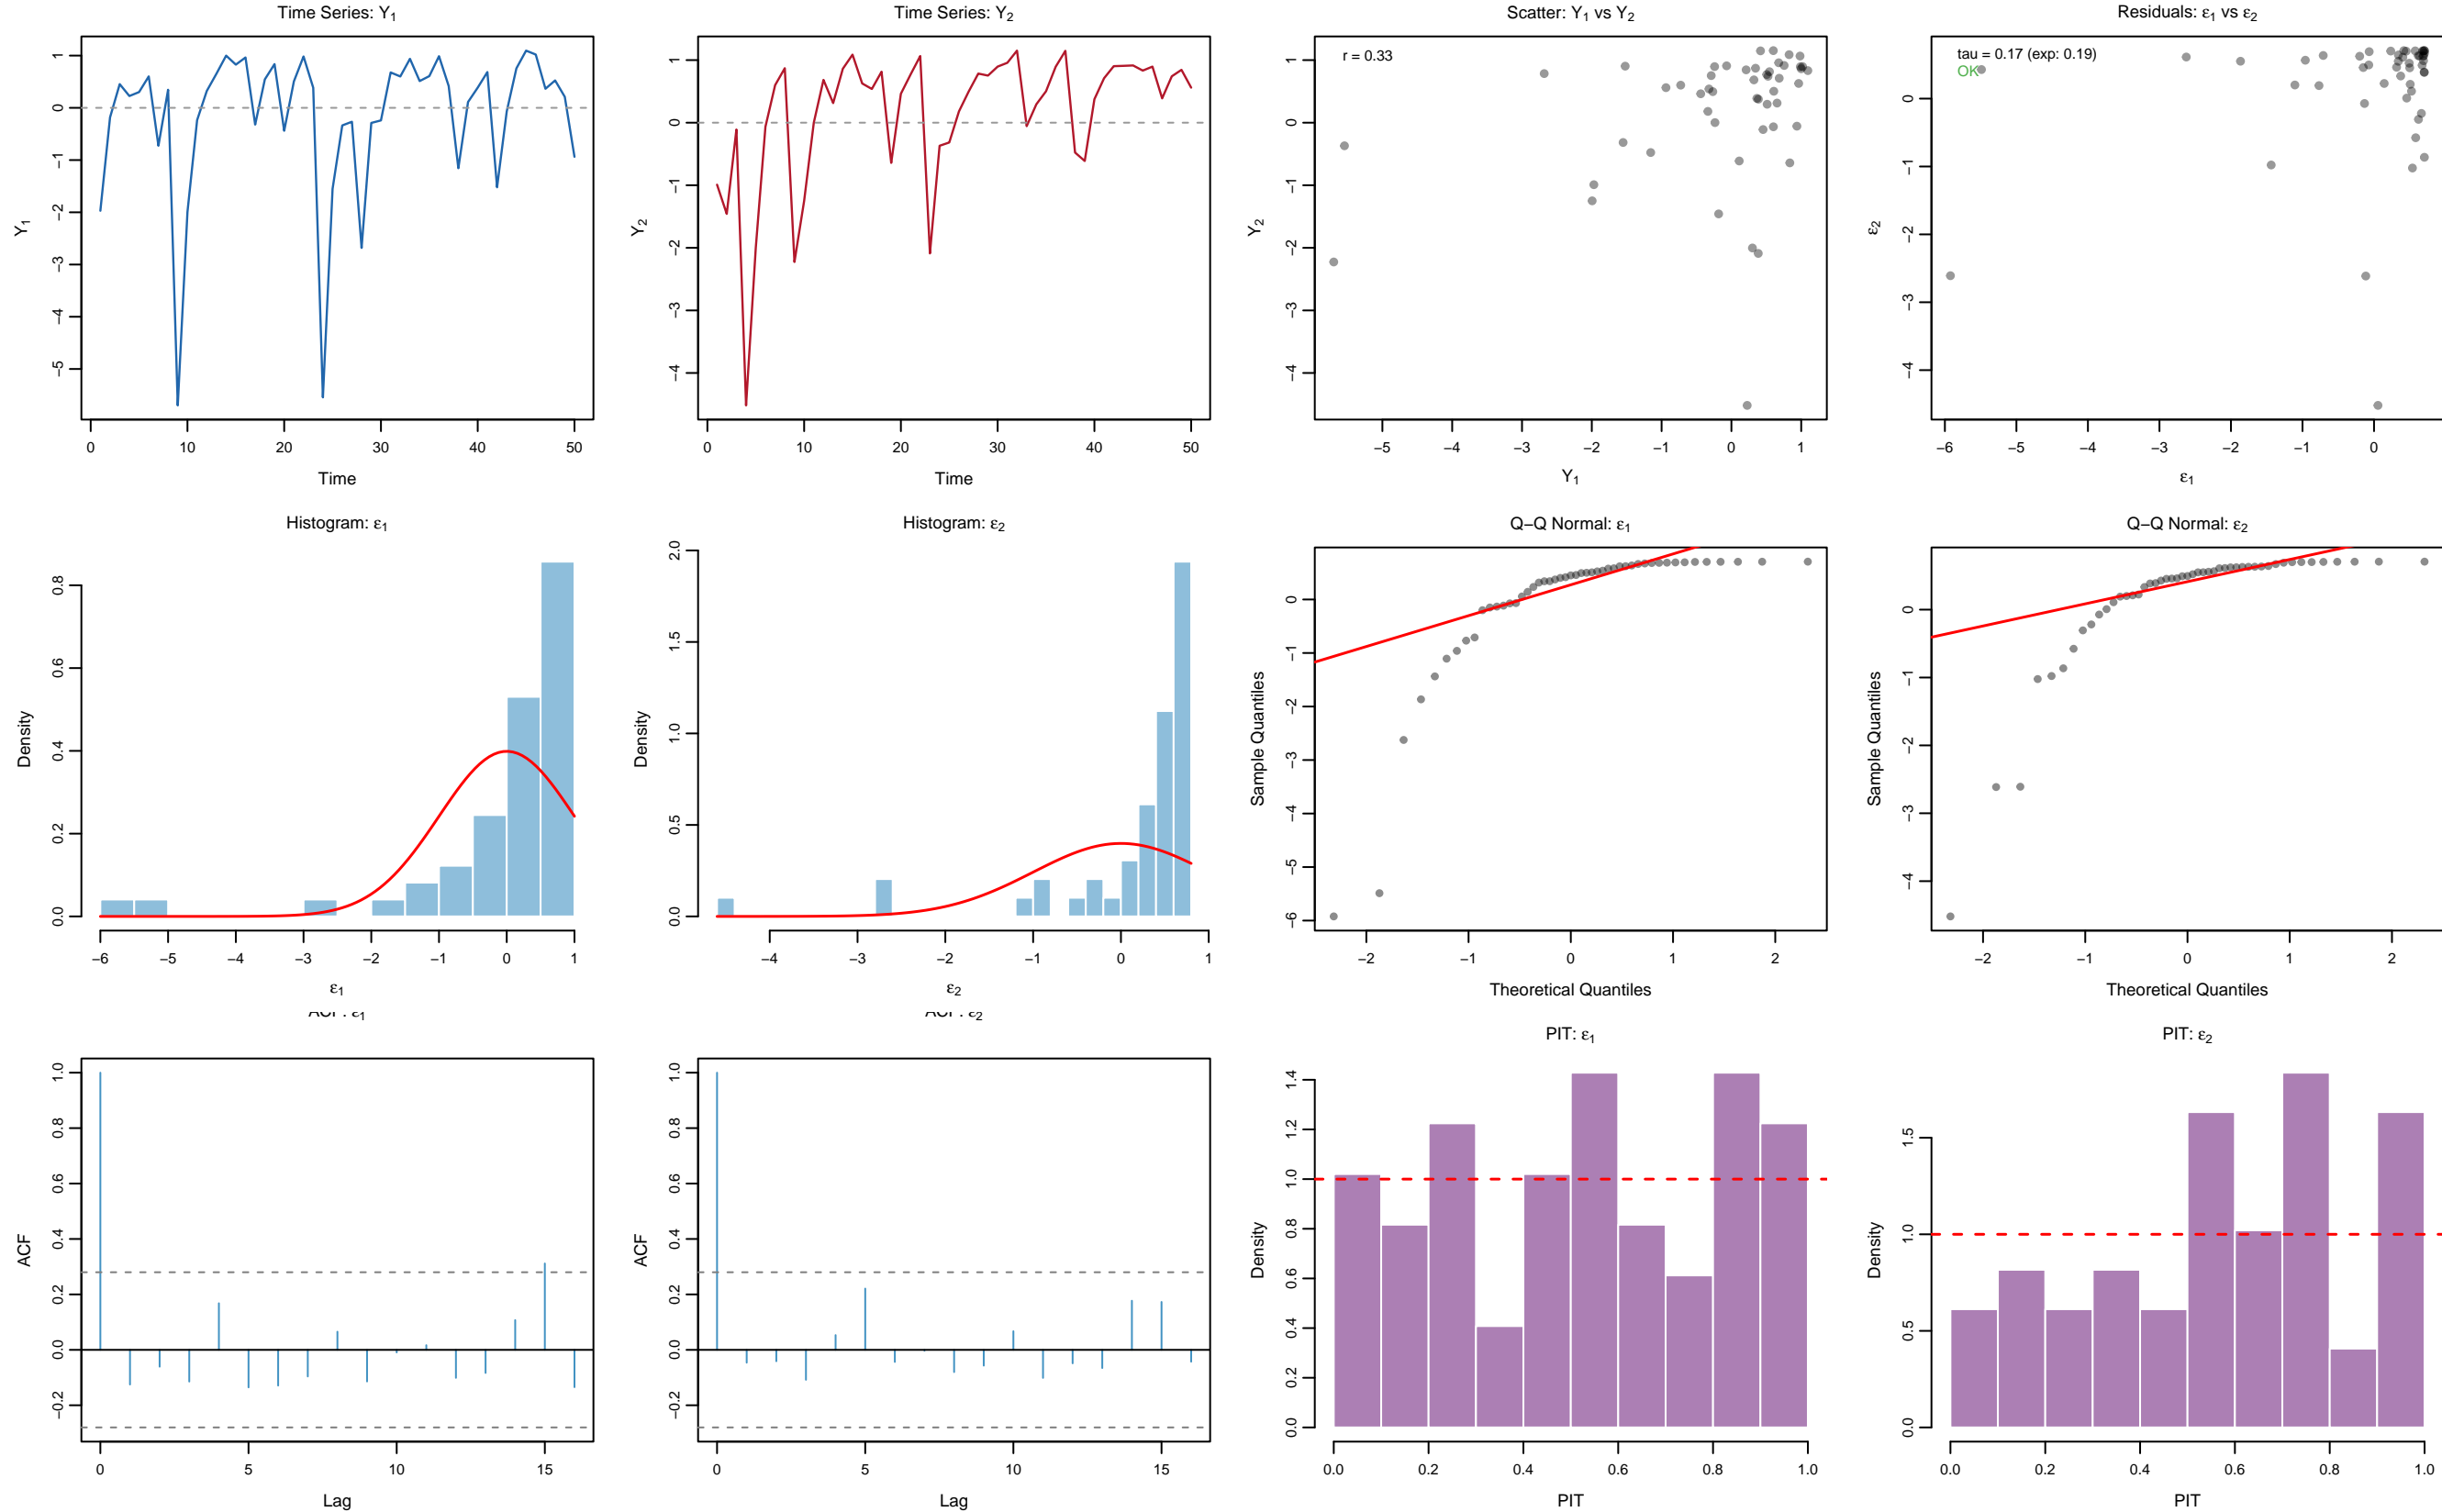 Time Series: Y₁
Y₁
1
0
−1
−2
−3
−4
−5
0 10 20 30 40 50
Time
Time Series: Y₂
Y₂
1
0
−1
−2
−3
−4
0 10 20 30 40 50
Time
Scatter: Y₁ vs Y₂
r = 0.33
Y₂
1
0
−1
−2
−3
−4
−5 −4 −3 −2 −1 0 1
Y₁
Residuals: ε₁ vs ε₂
tau = 0.17 (exp: 0.19)
OK
ε₂
0
−1
−2
−3
−4
−6 −5 −4 −3 −2 −1 0
ε₁
Histogram: ε₁
Density
0.8
0.6
0.4
0.2
0.0
−6 −5 −4 −3 −2 −1 0 1
ε₁
Histogram: ε₂
Density
2.0
1.5
1.0
0.5
0.0
−4 −3 −2 −1 0 1
ε₂
Q−Q Normal: ε₁
Sample Quantiles
0
−1
−2
−3
−4
−5
−6
−2 −1 0 1 2
Theoretical Quantiles
Q−Q Normal: ε₂
Sample Quantiles
0
−1
−2
−3
−4
−2 −1 0 1 2
Theoretical Quantiles
ACF: ε₁
ACF
1.0
0.8
0.6
0.4
0.2
0.0
−0.2
0 5 10 15
Lag
ACF: ε₂
ACF
1.0
0.8
0.6
0.4
0.2
0.0
−0.2
0 5 10 15
Lag
PIT: ε₁
Density
1.4
1.2
1.0
0.8
0.6
0.4
0.2
0.0
0.0 0.2 0.4 0.6 0.8 1.0
PIT
PIT: ε₂
Density
1.5
1.0
0.5
0.0
0.0 0.2 0.4 0.6 0.8 1.0
PIT